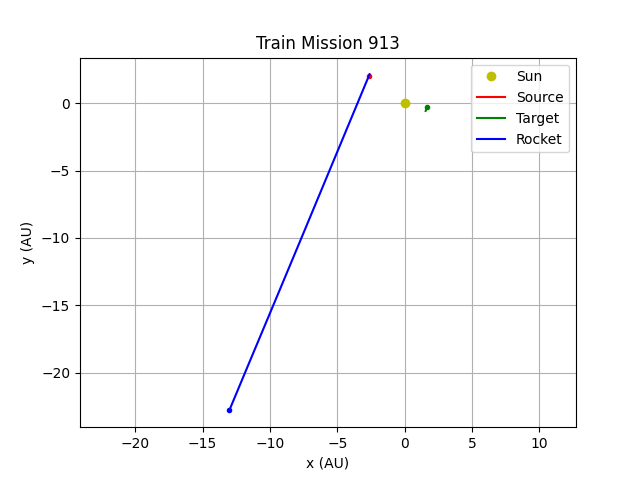 Train Mission 913
Sun
Source
Target
Rocket
0
−5
−10
−15
−20
y (AU)
−20
−15
−10
−5
0
5
10
x (AU)